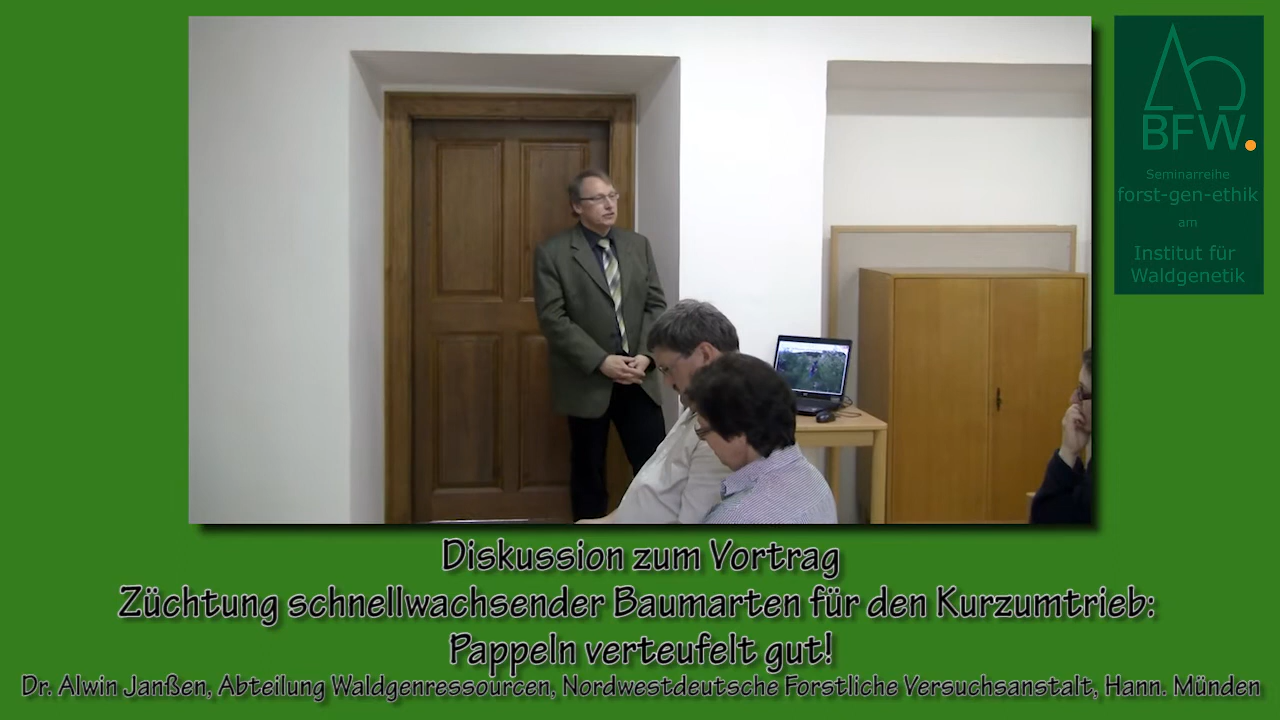 BFW.
Seminarreihe
forst-gen-ethik
am
Institut für
Waldgenetik
Diskussion zum Vortrag
Züchtung schnellwachsender Baumarten für den Kurzumtrieb:
Pappeln verteufelt gut!
Dr. Alwin Janßen, Abteilung Waldgenressourcen, Nordwestdeutsche Forstliche Versuchsanstalt, Hann. Münden